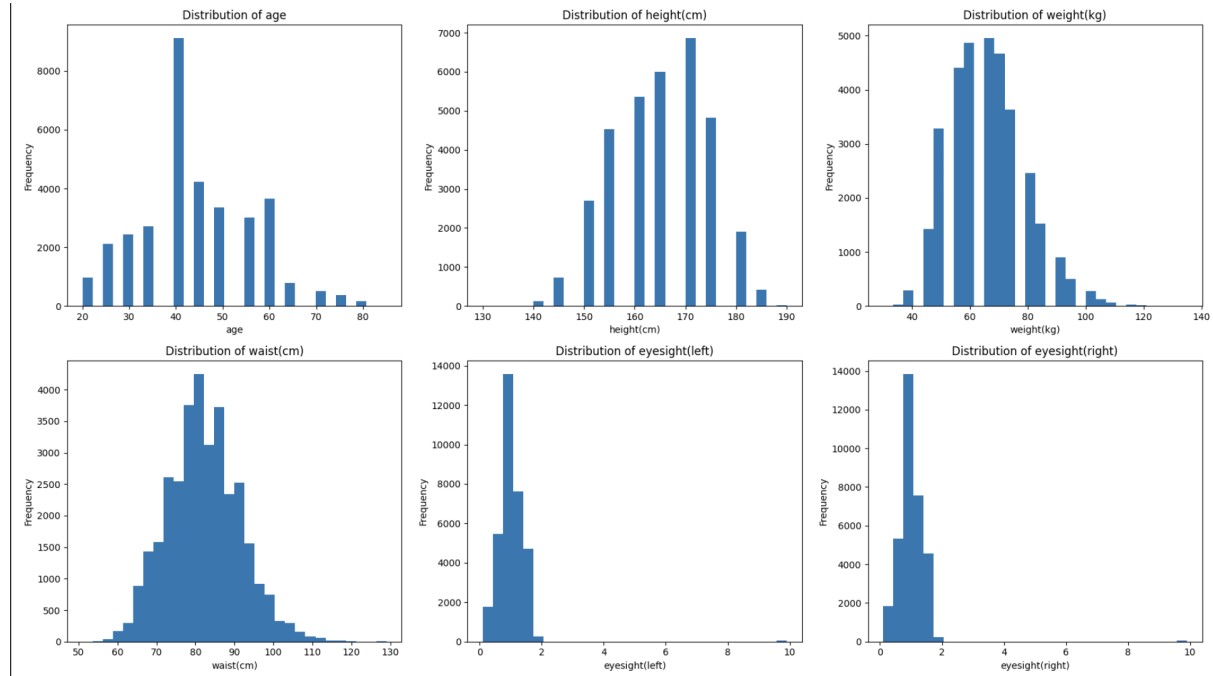 Distribution of age
Frequency
8000
6000
4000
2000
0
20 30 40 50 60 70 80
age
Distribution of height(cm)
Frequency
7000
6000
5000
4000
3000
2000
1000
0
130 140 150 160 170 180 190
height(cm)
Distribution of weight(kg)
Frequency
5000
4000
3000
2000
1000
0
40 60 80 100 120 140
weight(kg)
Distribution of waist(cm)
Frequency
4000
3500
3000
2500
2000
1500
1000
500
0
50 60 70 80 90 100 110 120 130
waist(cm)
Distribution of eyesight(left)
Frequency
14000
12000
10000
8000
6000
4000
2000
0
0 2 4 6 8 10
eyesight(left)
Distribution of eyesight(right)
Frequency
14000
12000
10000
8000
6000
4000
2000
0
0 2 4 6 8 10
eyesight(right)